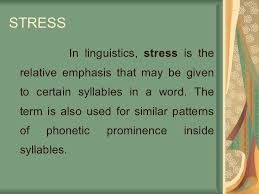 STRESS
In linguistics, stress is the
relative emphasis that may be given
to certain syllables in a word. The
term is also used for similar patterns
of phonetic prominence inside
syllables.